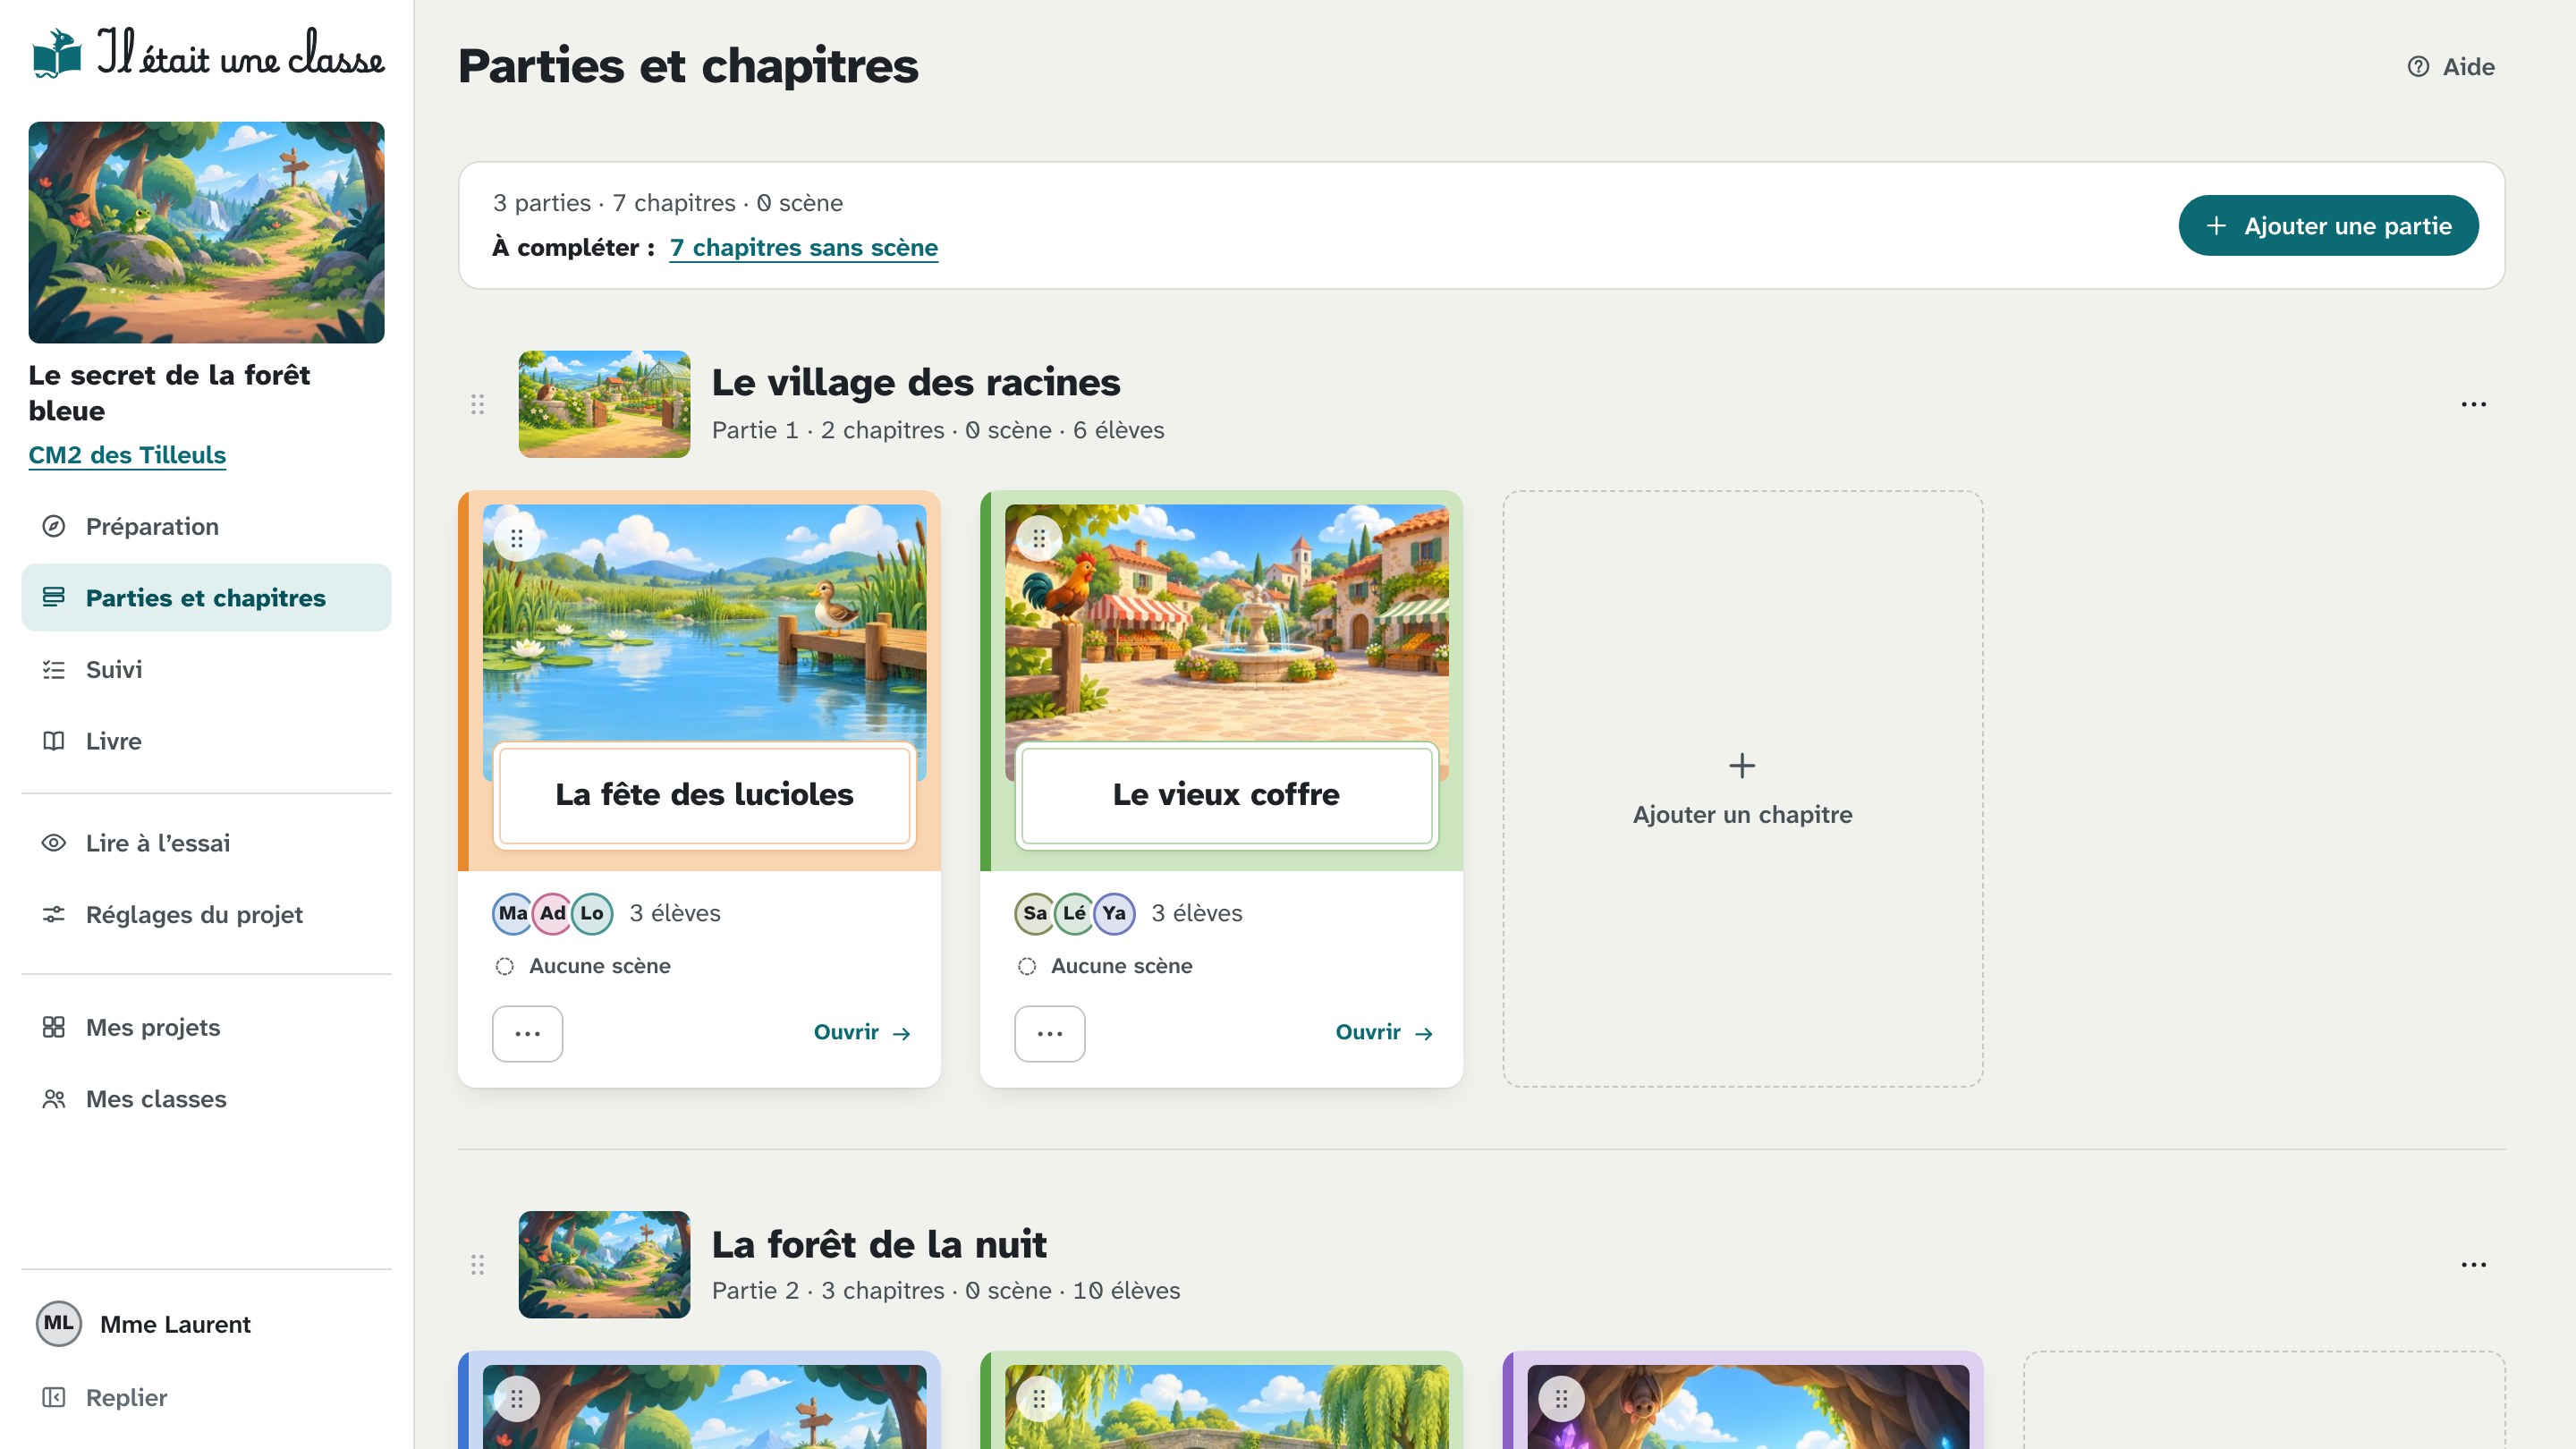 Il était une classe
Le secret de la forêt
bleue
CM2 des Tilleuls
Préparation
Parties et chapitres
Suivi
Livre
Lire à l’essai
Réglages du projet
Mes projets
Mes classes
ML Mme Laurent
Replier
Parties et chapitres
Aide
3 parties · 7 chapitres · 0 scène
À compléter : 7 chapitres sans scène
Ajouter une partie
Le village des racines
Partie 1 · 2 chapitres · 0 scène · 6 élèves
La fête des lucioles
Ma Ad Lo 3 élèves
Aucune scène
Ouvrir
Le vieux coffre
Sa Lé Ya 3 élèves
Aucune scène
Ouvrir
Ajouter un chapitre
La forêt de la nuit
Partie 2 · 3 chapitres · 0 scène · 10 élèves